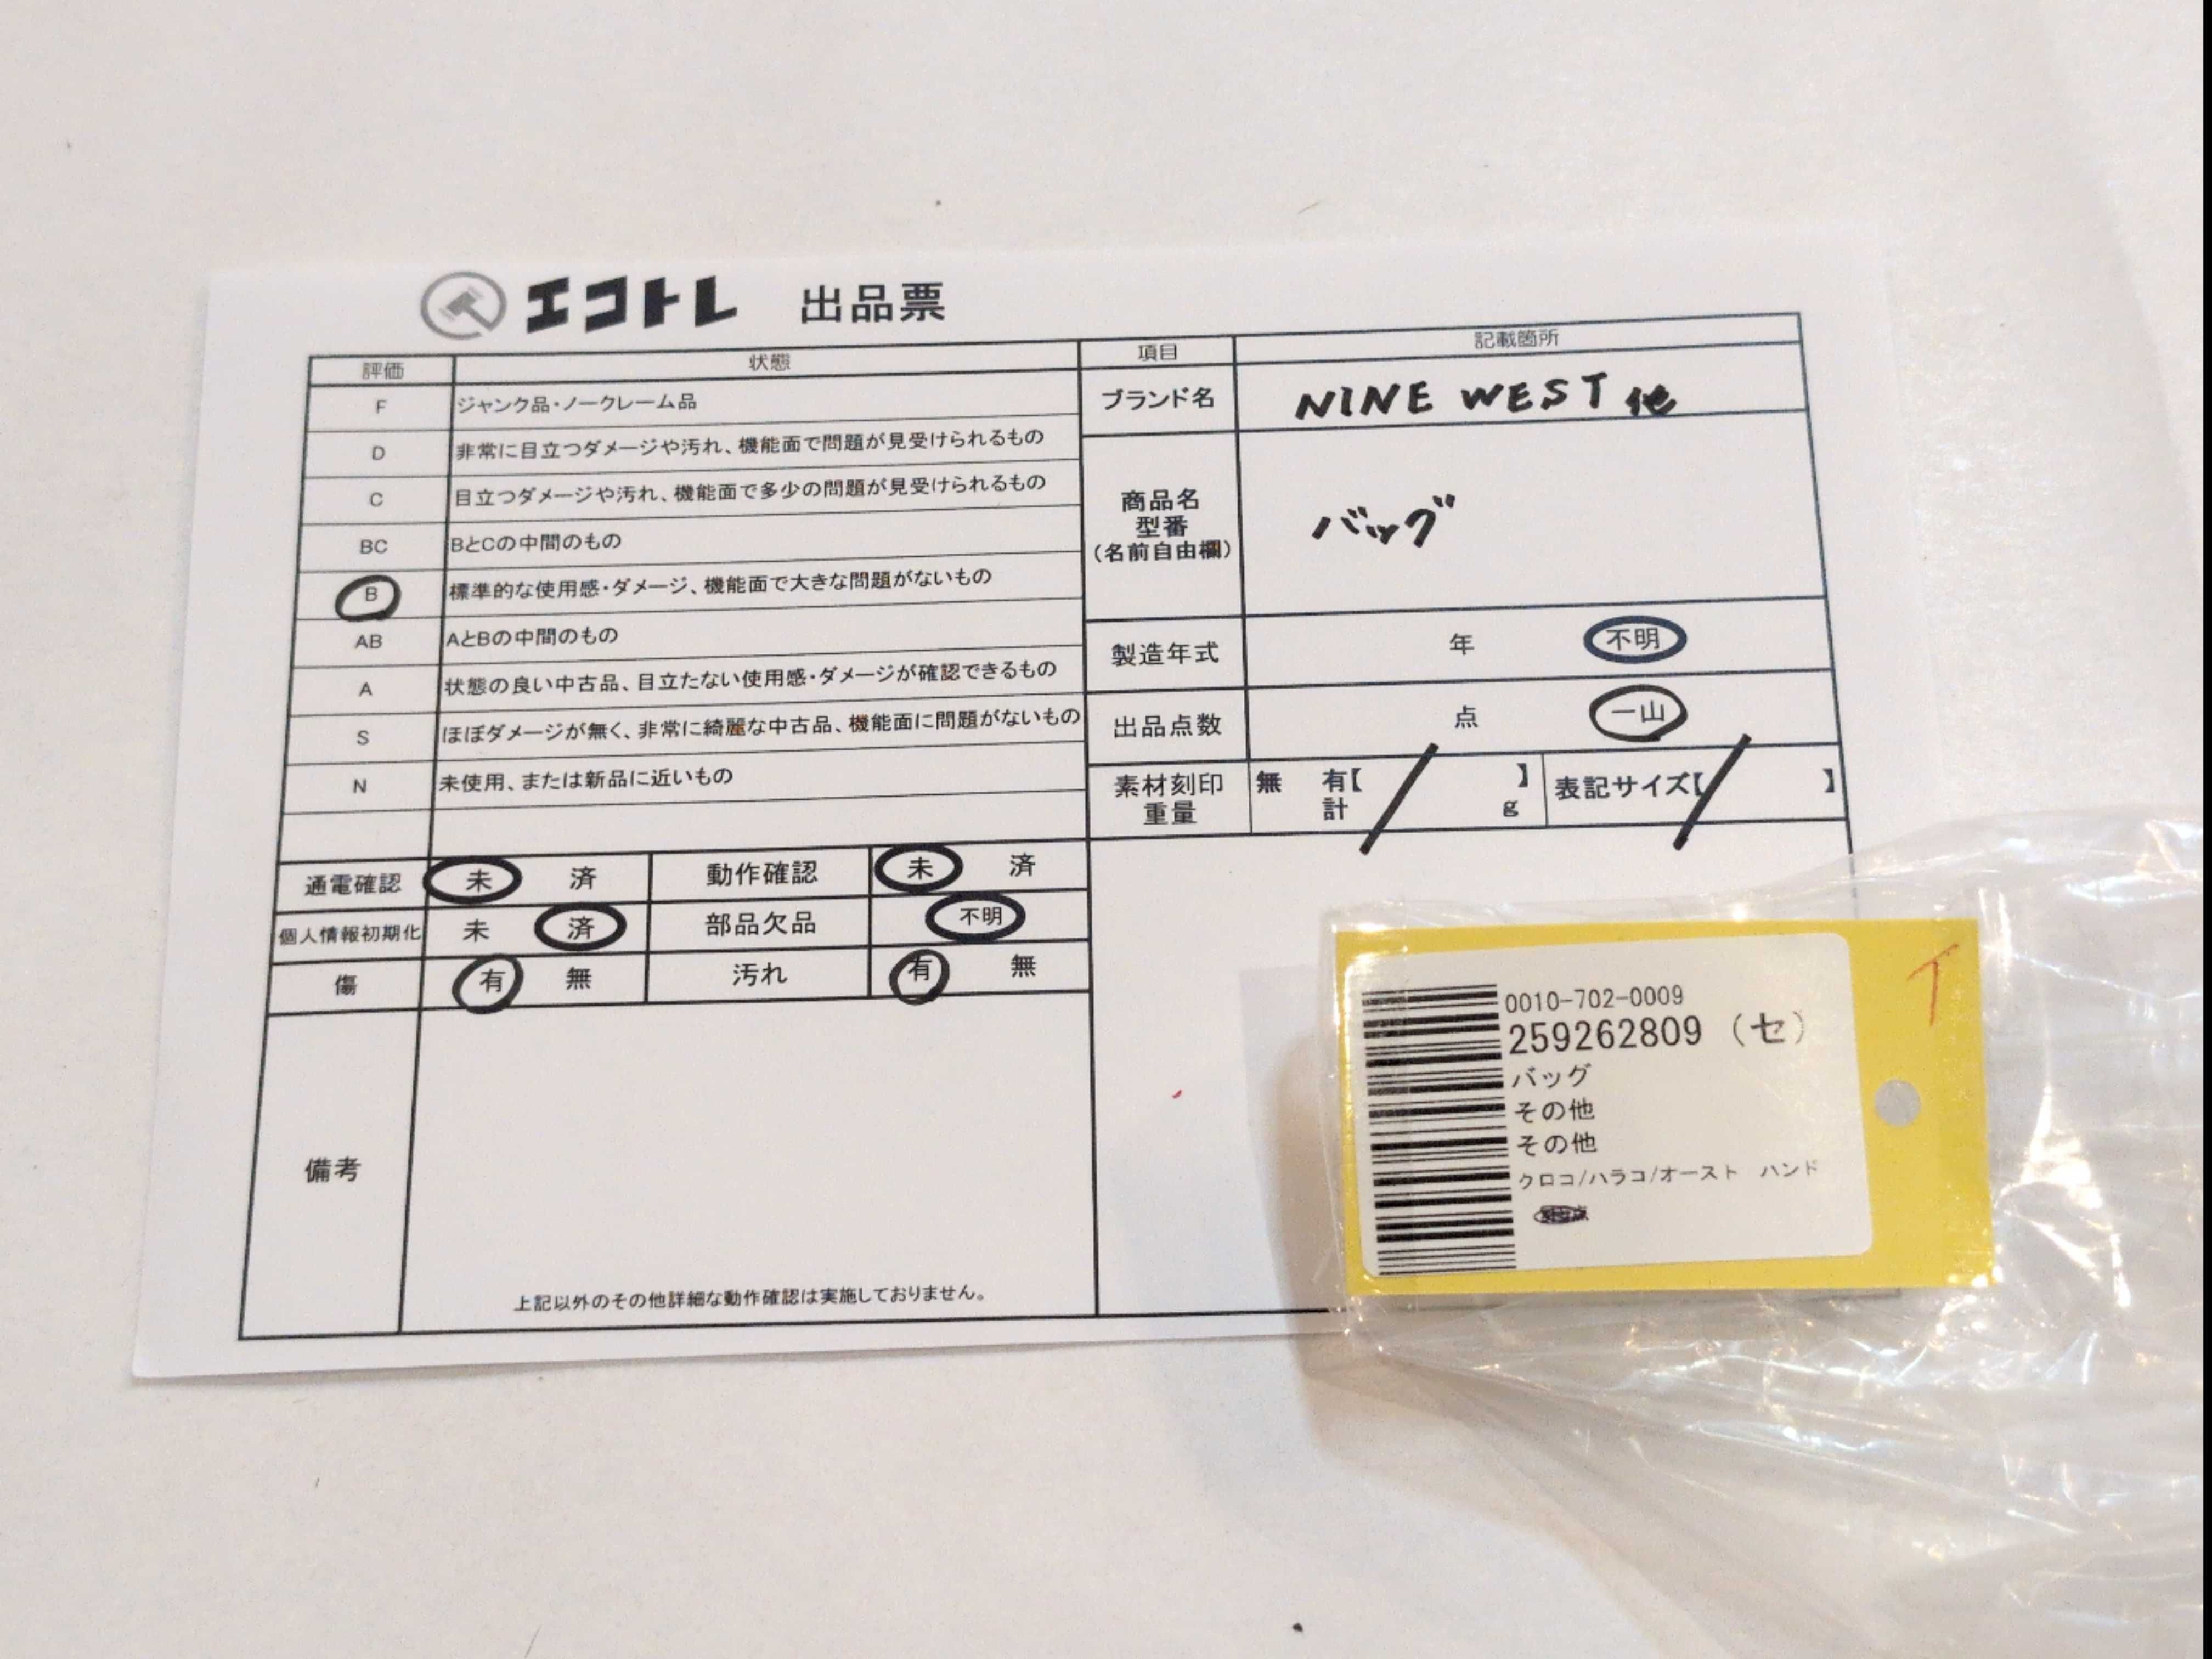 エコトレ 出品票
評価 状態
F ジャンク品・ノークレーム品
D 非常に目立つダメージや汚れ、機能面で問題が見受けられるもの
C 目立つダメージや汚れ、機能面で多少の問題が見受けられるもの
BC BとCの中間のもの
B 標準的な使用感・ダメージ、機能面で大きな問題がないもの
AB AとBの中間のもの
A 状態の良い中古品、目立たない使用感・ダメージが確認できるもの
S ほぼダメージが無く、非常に綺麗な中古品、機能面に問題がないもの
N 未使用、または新品に近いもの
通電確認 未 済 動作確認 未 済
個人情報初期化 未 済 部品欠品 不明
傷 有 無 汚れ 有 無
備考
上記以外のその他詳細な動作確認は実施しておりません。
項目 記載箇所
ブランド名 NINE WEST 他
商品名
型番
(名前自由欄)
バッグ
製造年式 年 不明
出品点数 点 一山
素材刻印 無 有【 】 表記サイズ【 】
重量 計 g
イ
0010-702-0009
259262809 (セ)
バッグ
その他
その他
クロコ/ハラコ/オースト ハンド